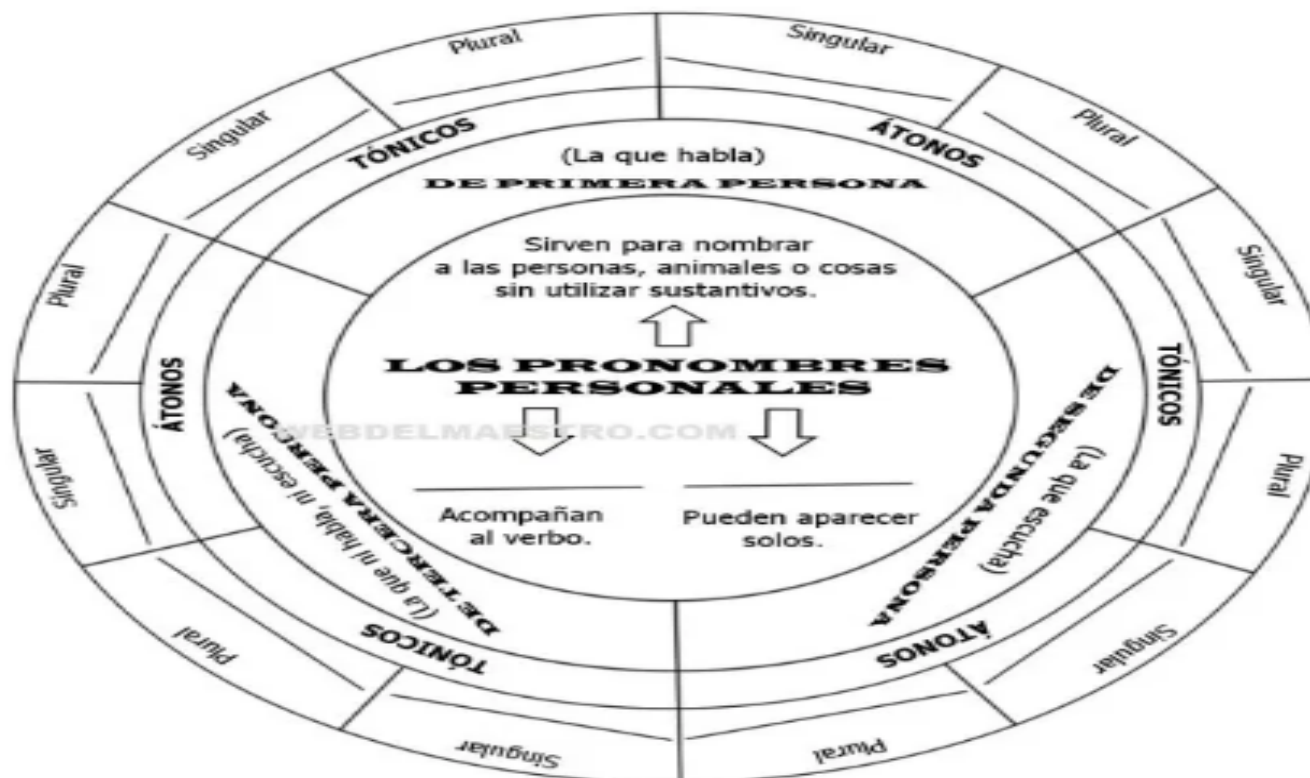 Plural
Singular
Singular
Plural
TÓNICOS
ÁTONOS
(La que habla)
DE PRIMERA PERSONA
Plural
Singular
Sirven para nombrar
a las personas, animales o cosas
sin utilizar sustantivos.
ÁTONOS
TÓNICOS
LOS PRONOMBRES
PERSONALES
WEBDELMAESTRO.COM
Acompañan
al verbo.
Pueden aparecer
solos.
DE SEGUNDA PERSONA
(La que escucha)
DE TERCERA PERCONA
(La que ni habla, ni escucha)
Singular
Plural
TÓNICOS
ÁTONOS
Plural
Singular
Singular
Plural